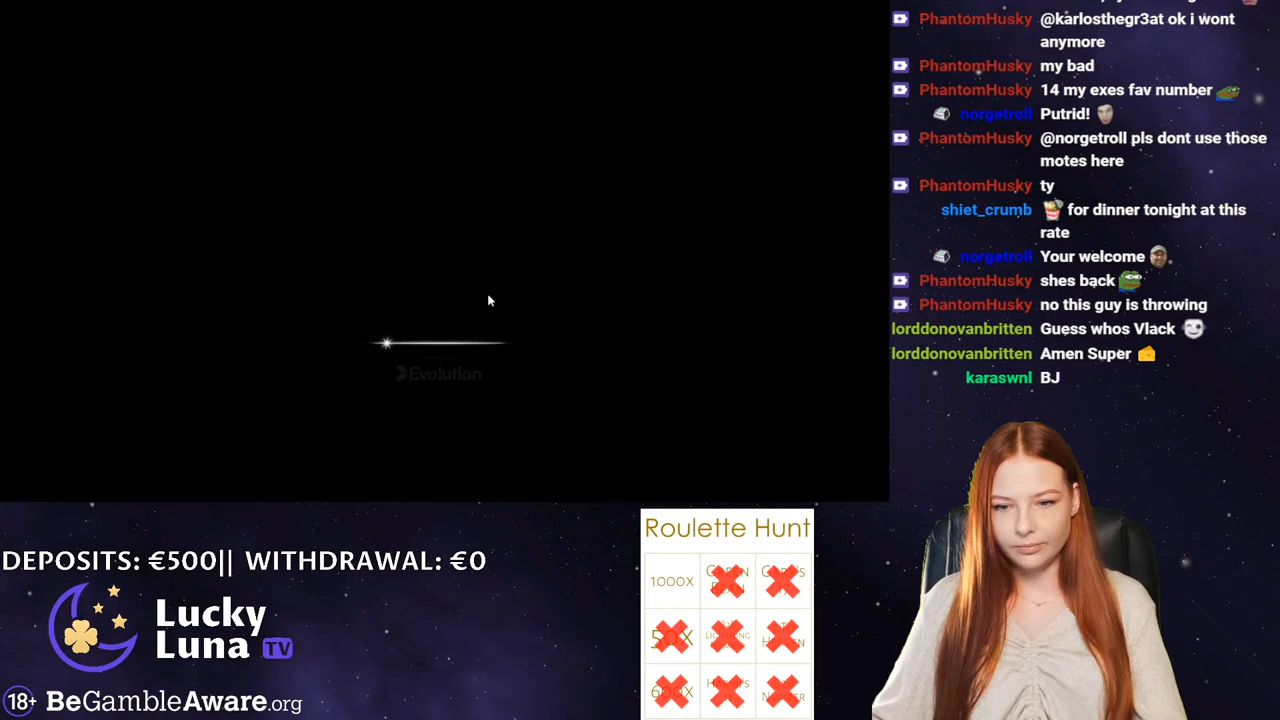 PhantomHusky @karlosthegr3at ok i wont
anymore
PhantomHusky my bad
PhantomHusky 14 my exes fav number
norgetroll Putrid!
PhantomHusky @norgetroll pls dont use those
motes here
PhantomHusky ty
shiet_crumb for dinner tonight at this
rate
norgetroll Your welcome
PhantomHusky shes back
PhantomHusky no this guy is throwing
lorddonovanbritten Guess whos Vlack
lorddonovanbritten Amen Super
karaswnl BJ
Evolution
DEPOSITS: €500|| WITHDRAWAL: €0
Lucky
Luna TV
18+ BeGambleAware.org
Roulette Hunt
1000X
50X